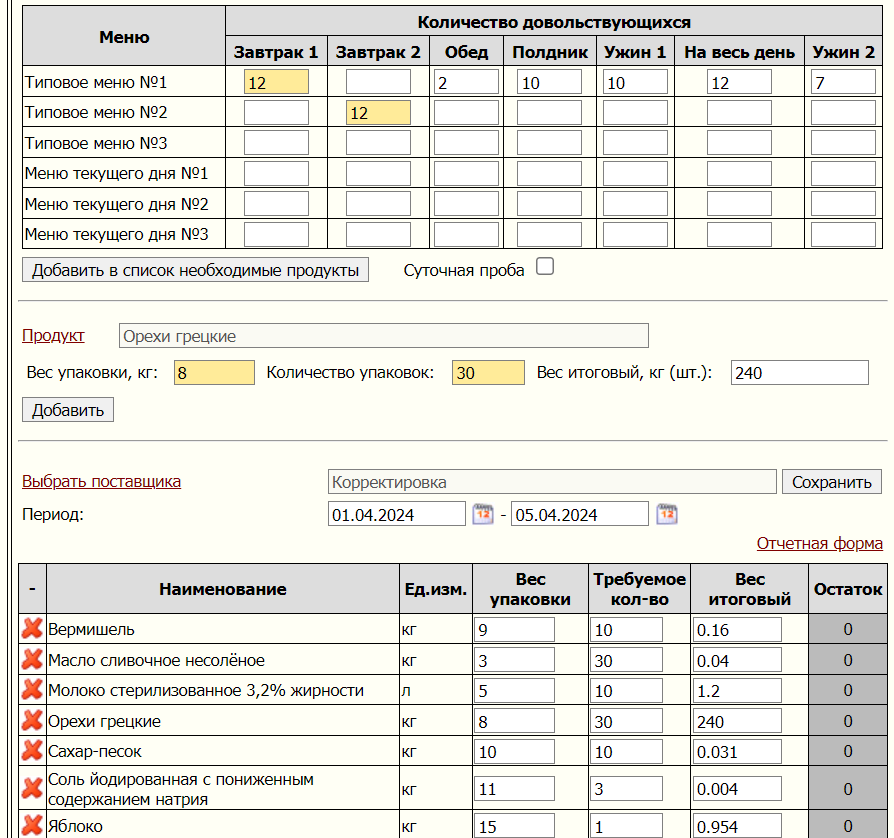 Меню Количество довольствующихся
Завтрак 1 Завтрак 2 Обед Полдник Ужин 1 На весь день Ужин 2
Типовое меню №1 12 2 10 10 12 7
Типовое меню №2 12
Типовое меню №3
Меню текущего дня №1
Меню текущего дня №2
Меню текущего дня №3
Добавить в список необходимые продукты Суточная проба
Продукт Орехи грецкие
Вес упаковки, кг: 8 Количество упаковок: 30 Вес итоговый, кг (шт.): 240
Добавить
Выбрать поставщика Корректировка Сохранить
Период: 01.04.2024 12 - 05.04.2024 12
Отчетная форма
- Наименование Ед.изм. Вес упаковки Требуемое кол-во Вес итоговый Остаток
Вермишель кг 9 10 0.16 0
Масло сливочное несолёное кг 3 30 0.04 0
Молоко стерилизованное 3,2% жирности л 5 10 1.2 0
Орехи грецкие кг 8 30 240 0
Сахар-песок кг 10 10 0.031 0
Соль йодированная с пониженным
содержанием натрия кг 11 3 0.004 0
Яблоко кг 15 1 0.954 0